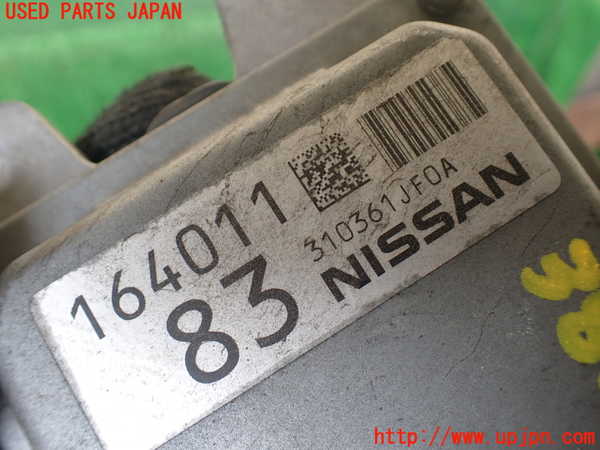 USED PARTS JAPAN
164011
83
310361JF0A
NISSAN
http://www.upjpn.com/